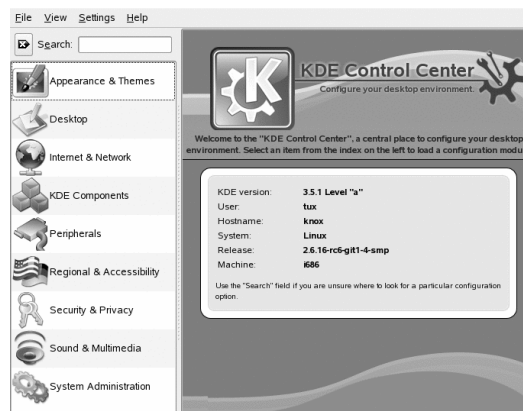 File View Settings Help
Search:
Appearance & Themes
Desktop
Internet & Network
KDE Components
Peripherals
Regional & Accessibility
Security & Privacy
Sound & Multimedia
System Administration
KDE Control Center
Configure your desktop environment.
Welcome to the "KDE Control Center", a central place to configure your desktop
environment. Select an item from the index on the left to load a configuration modu
KDE version: 3.5.1 Level "a"
User: tux
Hostname: knox
System: Linux
Release: 2.6.16-rc6-git1-4-smp
Machine: i686
Use the "Search" field if you are unsure where to look for a particular configuration
option.